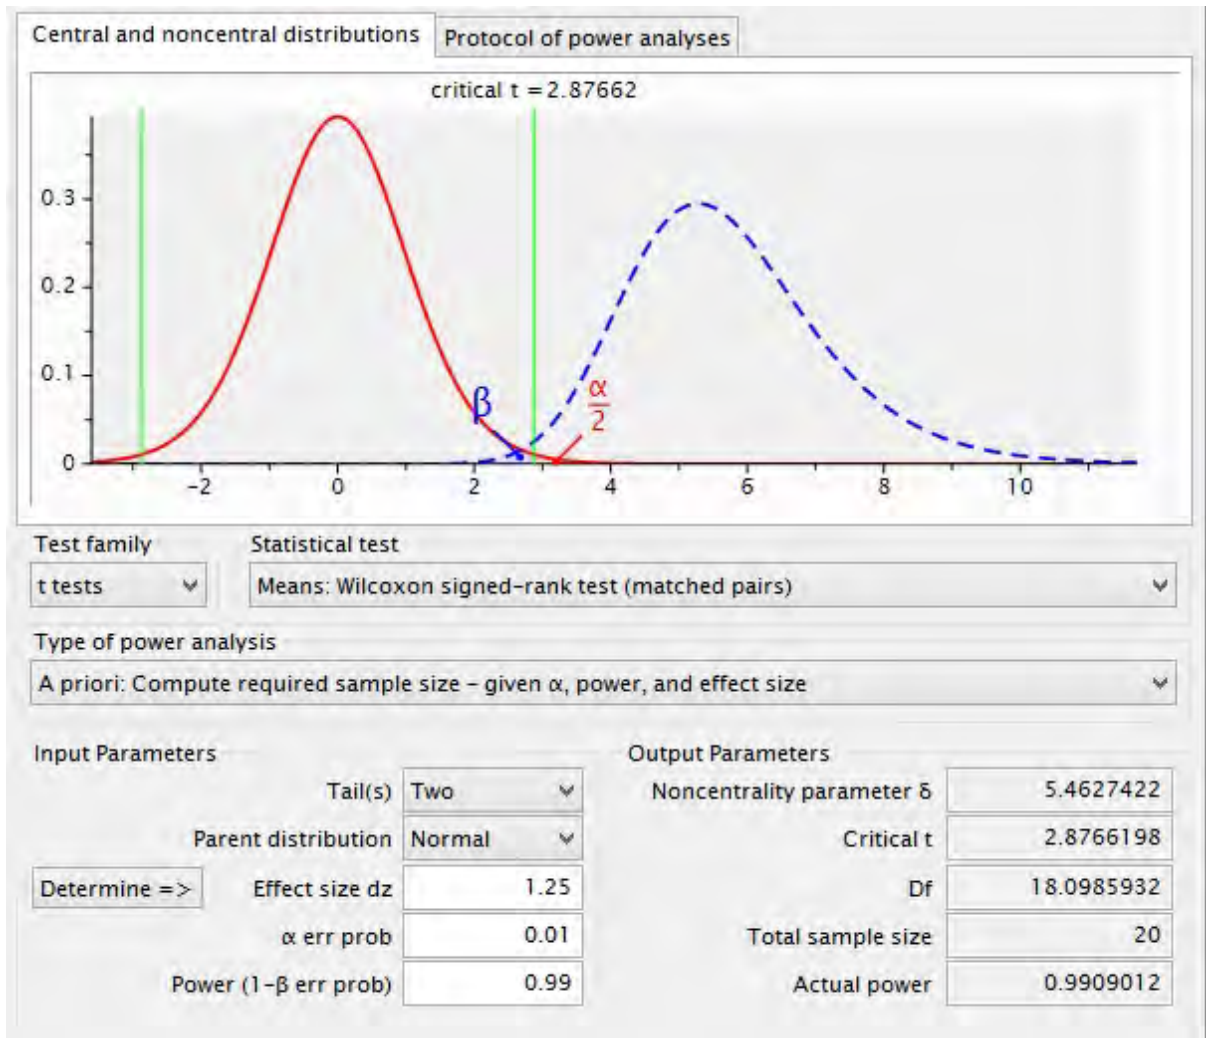 Central and noncentral distributions Protocol of power analyses
critical t = 2.87662
0.3
0.2
β α/2
0.1
0
-2 0 2 4 6 8 10
Test family Statistical test
t tests Means: Wilcoxon signed-rank test (matched pairs)
Type of power analysis
A priori: Compute required sample size - given α, power, and effect size
Input Parameters Output Parameters
Tail(s) Two Noncentrality parameter δ 5.4627422
Parent distribution Normal Critical t 2.8766198
Determine => Effect size dz 1.25 Df 18.0985932
α err prob 0.01 Total sample size 20
Power (1-β err prob) 0.99 Actual power 0.9909012